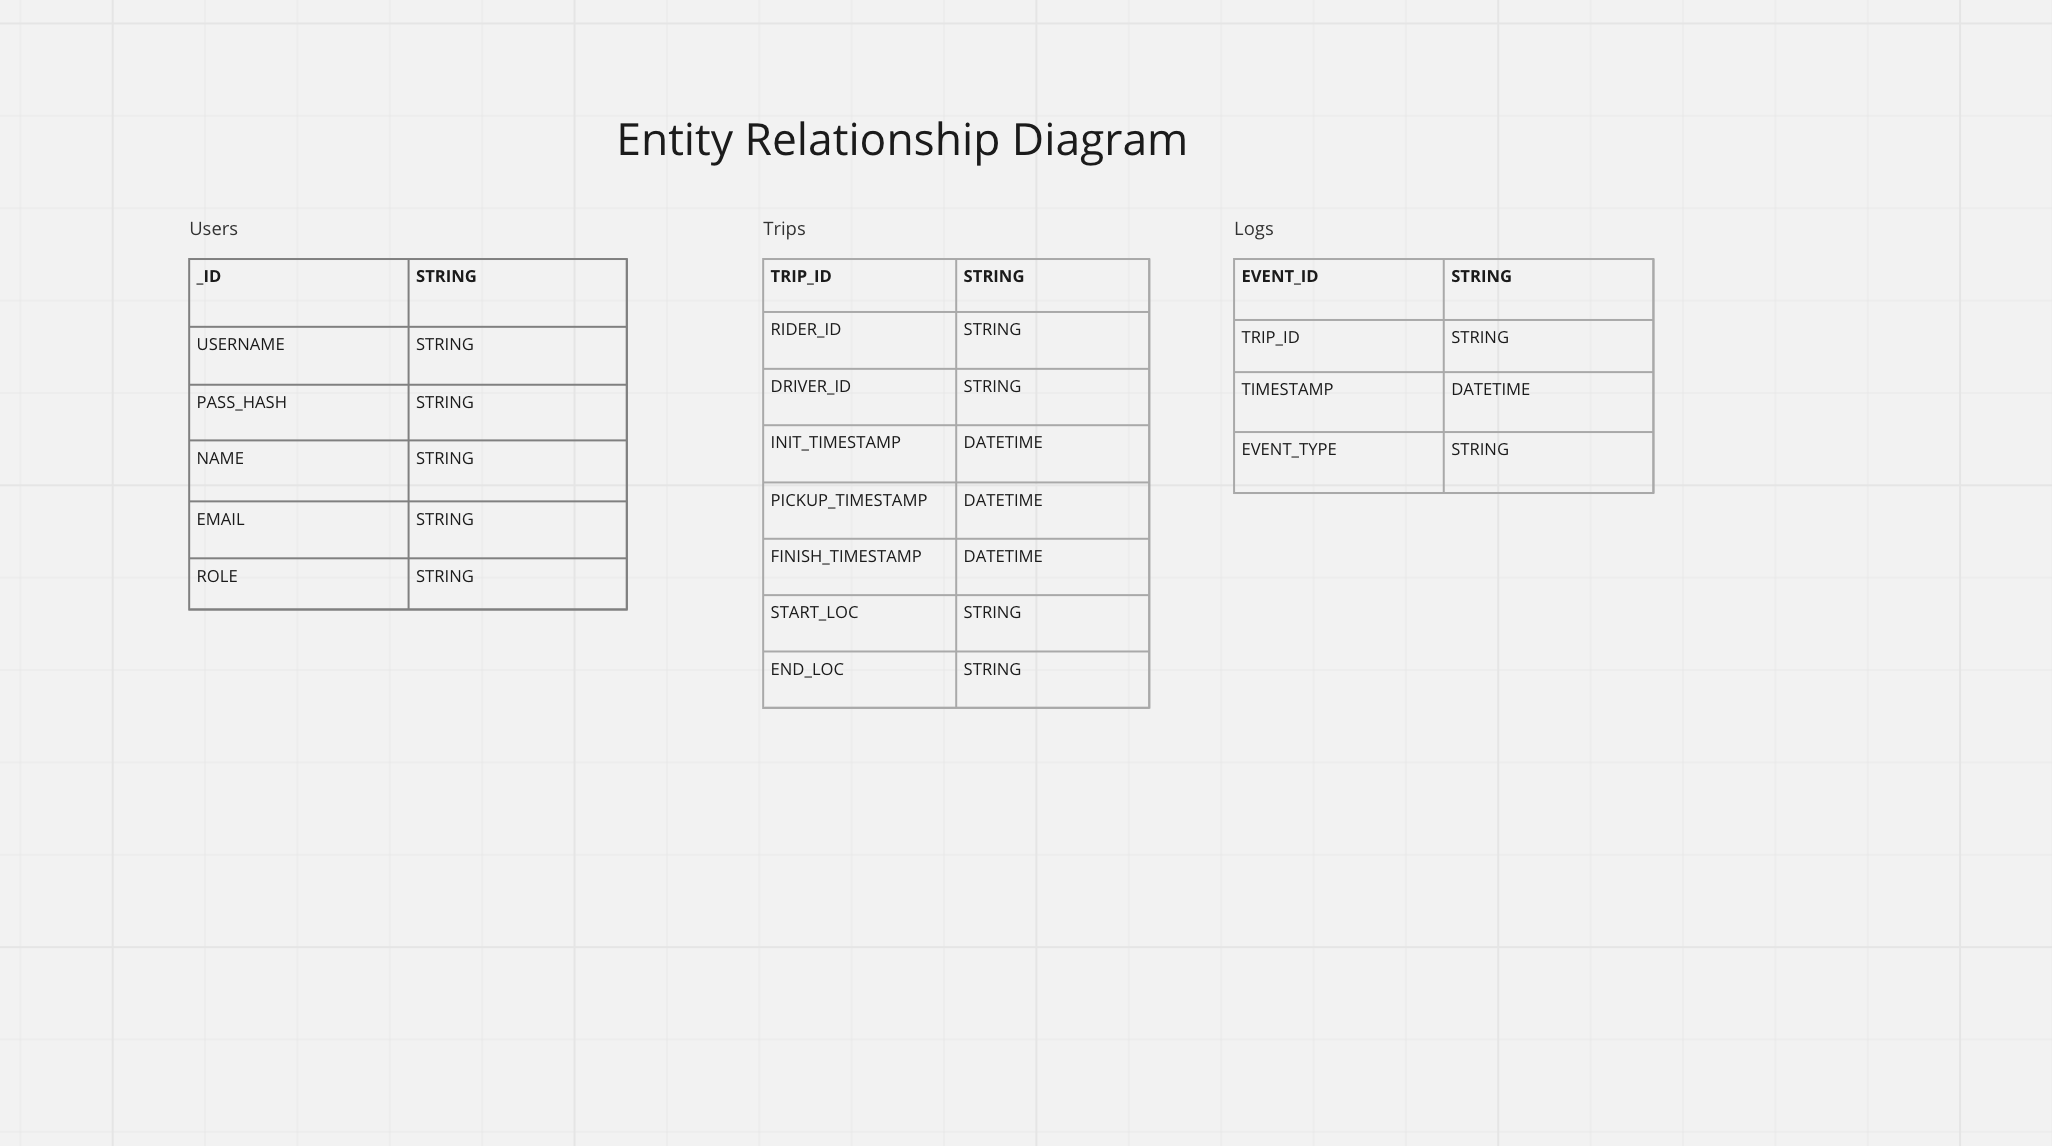 Entity Relationship Diagram
Users
_ID STRING
USERNAME STRING
PASS_HASH STRING
NAME STRING
EMAIL STRING
ROLE STRING
Trips
TRIP_ID STRING
RIDER_ID STRING
DRIVER_ID STRING
INIT_TIMESTAMP DATETIME
PICKUP_TIMESTAMP DATETIME
FINISH_TIMESTAMP DATETIME
START_LOC STRING
END_LOC STRING
Logs
EVENT_ID STRING
TRIP_ID STRING
TIMESTAMP DATETIME
EVENT_TYPE STRING